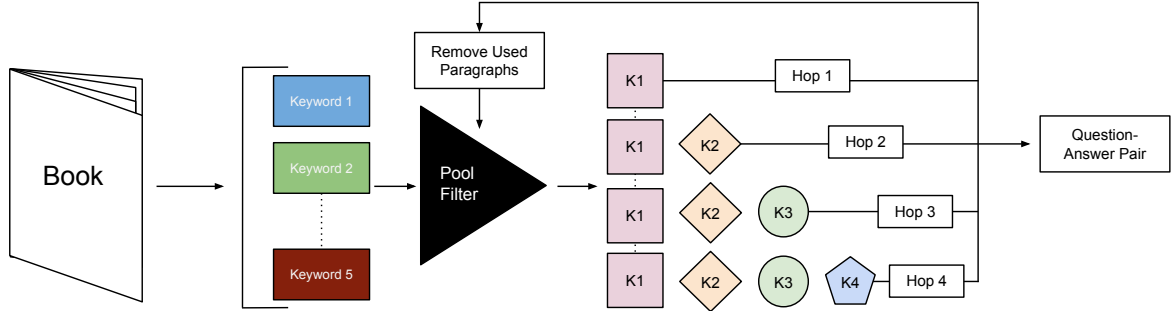 Book
Keyword 1
Keyword 2
Keyword 5
Remove Used
Paragraphs
Pool
Filter
K1
Hop 1
K1
K2
Hop 2
K1
K2
K3
Hop 3
K1
K2
K3
K4
Hop 4
Question-
Answer Pair